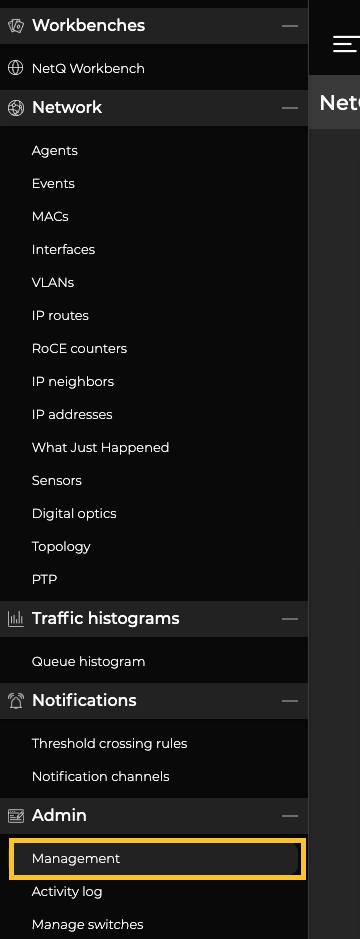 Workbenches
NetQ Workbench
Network
Agents
Events
MACs
Interfaces
VLANs
IP routes
RoCE counters
IP neighbors
IP addresses
What Just Happened
Sensors
Digital optics
Topology
PTP
Traffic histograms
Queue histogram
Notifications
Threshold crossing rules
Notification channels
Admin
Management
Activity log
Manage switches